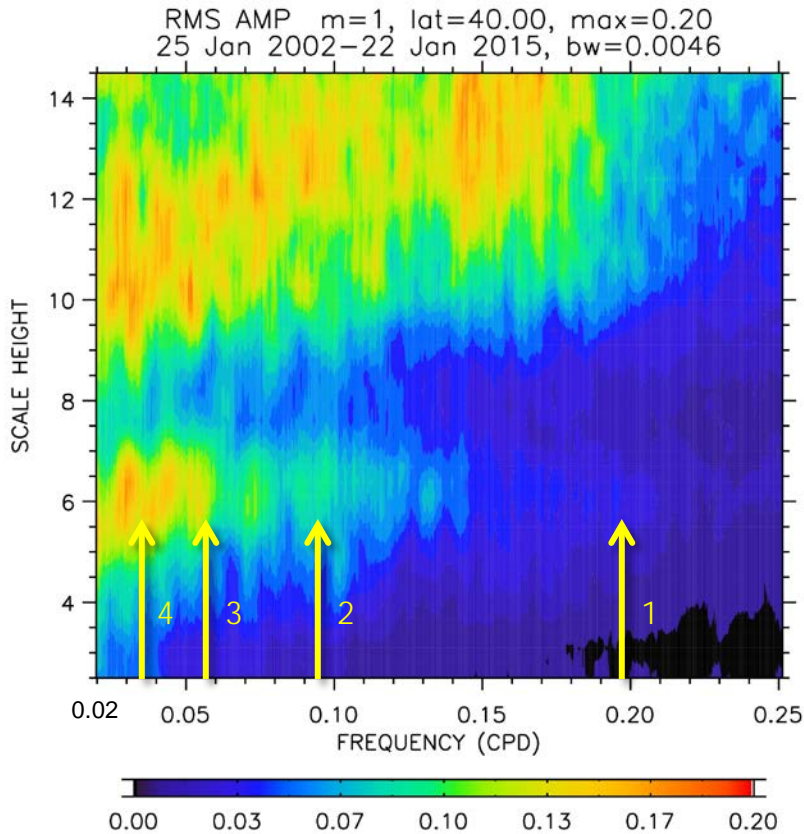 RMS AMP m=1, lat=40.00, max=0.20
25 Jan 2002-22 Jan 2015, bw=0.0046
14
12
10
8
6
4
SCALE HEIGHT
4 3 2 1
0.02 0.05 0.10 0.15 0.20 0.25
FREQUENCY (CPD)
0.00 0.03 0.07 0.10 0.13 0.17 0.20